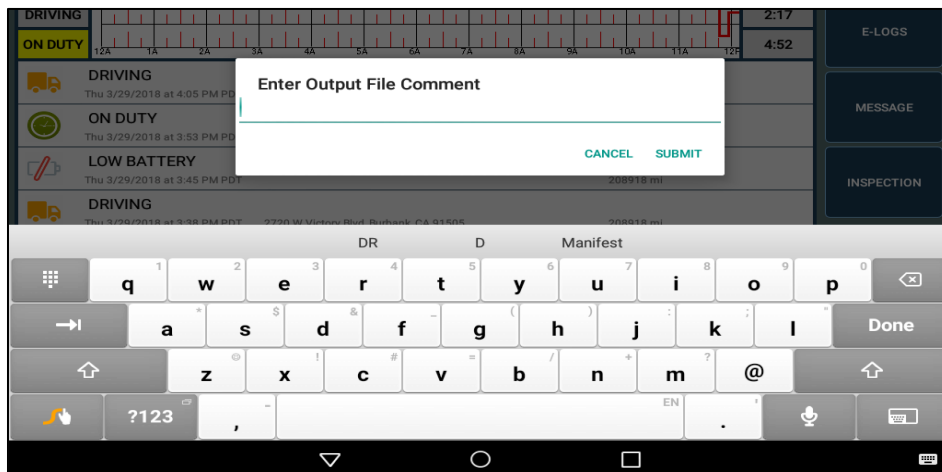 DRIVING 2:17
E-LOGS
ON DUTY 4:52
12A 1A 2A 3A 4A 5A 6A 7A 8A 9A 10A 11A 12P
DRIVING
Thu 3/29/2018 at 4:05 PM PD
Enter Output File Comment
MESSAGE
ON DUTY
Thu 3/29/2018 at 3:53 PM PD
CANCEL SUBMIT
LOW BATTERY
Thu 3/29/2018 at 3:45 PM PDT 208918 mi
INSPECTION
DRIVING
Thu 3/29/2018 at 3:38 PM PDT 2720 W Victory Blvd, Burbank, CA 91505 208918 mi
DR D Manifest
1 2 3 4 5 6 7 8 9 0
q w e r t y u i o p
* $ & _ ( ) : ; "
a s d f g h j k l Done
© ! # = / + ?
z x c v b n m @
?123 , - EN . '